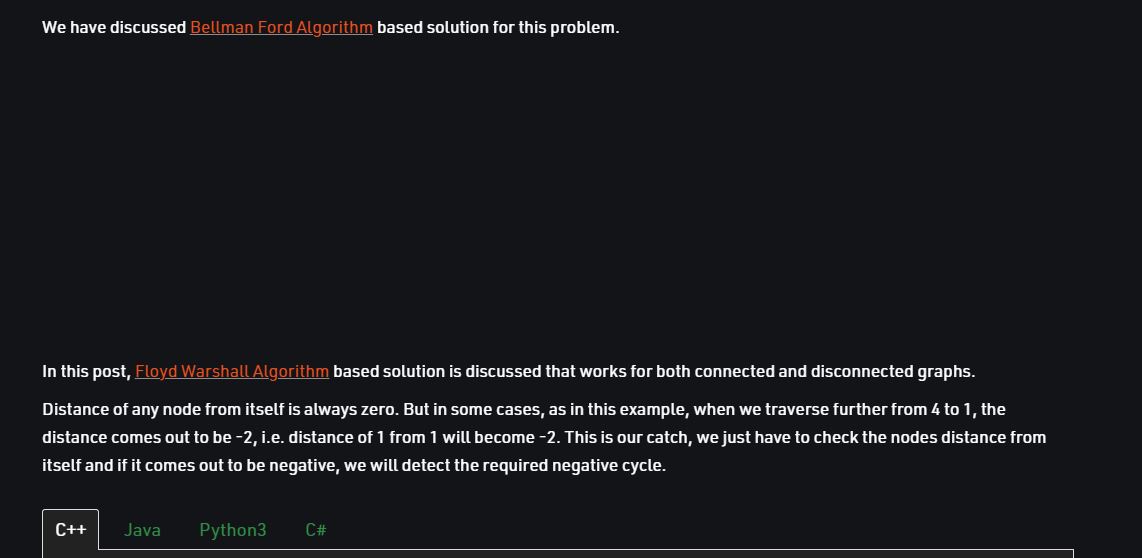 We have discussed Bellman Ford Algorithm based solution for this problem.
In this post, Floyd Warshall Algorithm based solution is discussed that works for both connected and disconnected graphs.
Distance of any node from itself is always zero. But in some cases, as in this example, when we traverse further from 4 to 1, the
distance comes out to be -2, i.e. distance of 1 from 1 will become -2. This is our catch, we just have to check the nodes distance from
itself and if it comes out to be negative, we will detect the required negative cycle.
C++ Java Python3 C#